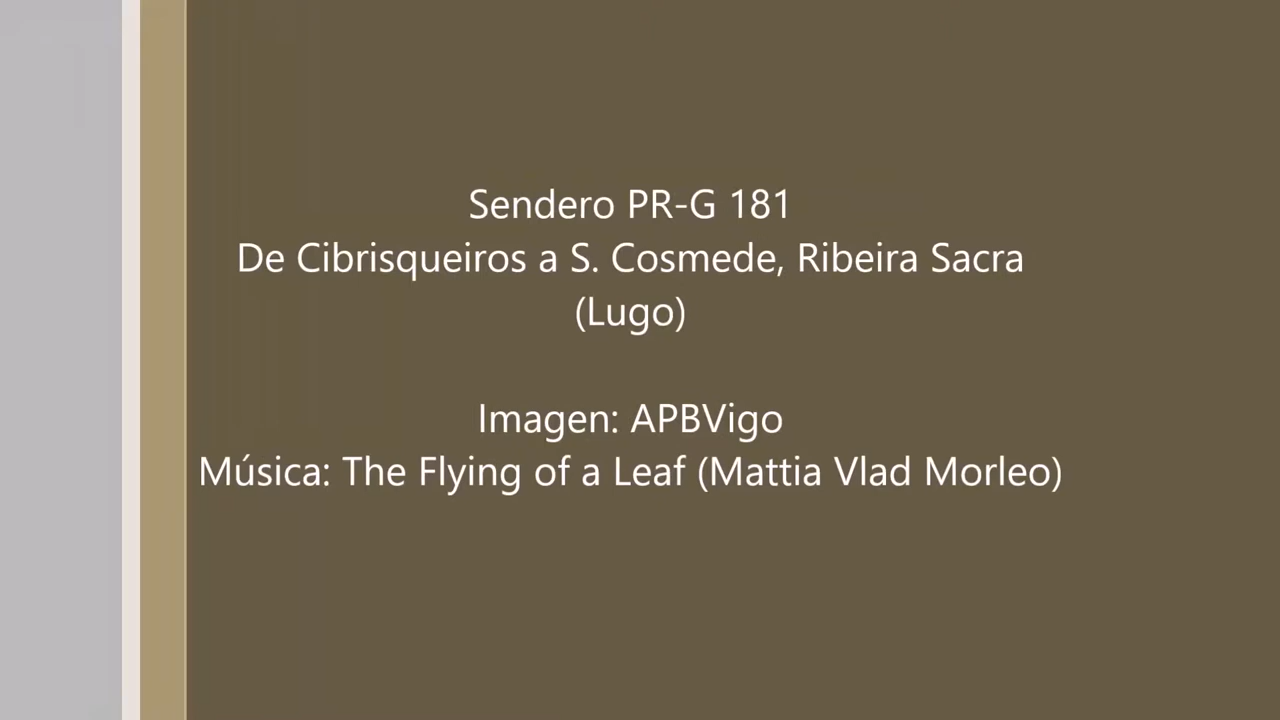 Sendero PR-G 181
De Cibrisqueiros a S. Cosmede, Ribeira Sacra
(Lugo)
Imagen: APBVigo
Música: The Flying of a Leaf (Mattia Vlad Morleo)